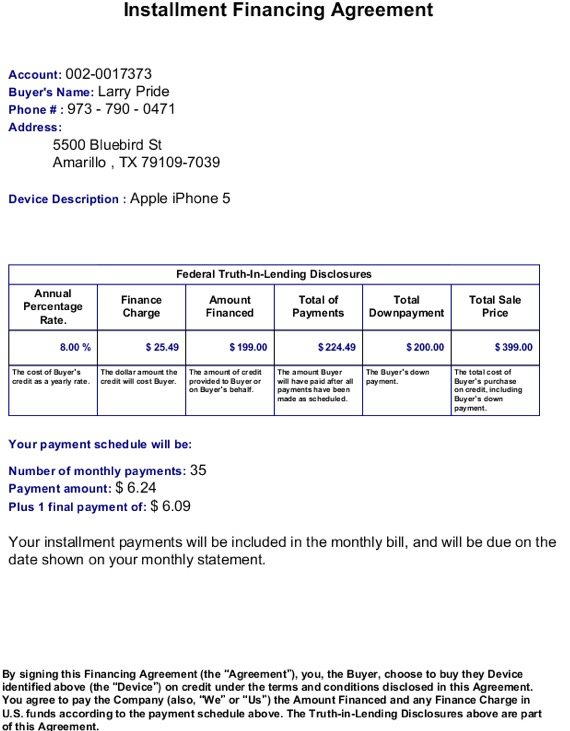 Installment Financing Agreement
Account: 002-0017373
Buyer's Name: Larry Pride
Phone # : 973 - 790 - 0471
Address:
5500 Bluebird St
Amarillo , TX 79109-7039
Device Description : Apple iPhone 5
Federal Truth-In-Lending Disclosures
Annual Percentage Rate. | Finance Charge | Amount Financed | Total of Payments | Total Downpayment | Total Sale Price
8.00 % | $ 25.49 | $ 199.00 | $ 224.49 | $ 200.00 | $ 399.00
The cost of Buyer's credit as a yearly rate. | The dollar amount the credit will cost Buyer. | The amount of credit provided to Buyer or on Buyer's behalf. | The amount Buyer will have paid after all payments have been made as scheduled. | The Buyer's down payment. | The total cost of Buyer's purchase on credit, including Buyer's down payment.
Your payment schedule will be:
Number of monthly payments: 35
Payment amount: $ 6.24
Plus 1 final payment of: $ 6.09
Your installment payments will be included in the monthly bill, and will be due on the
date shown on your monthly statement.
By signing this Financing Agreement (the "Agreement"), you, the Buyer, choose to buy they Device
identified above (the "Device") on credit under the terms and conditions disclosed in this Agreement.
You agree to pay the Company (also, "We" or "Us") the Amount Financed and any Finance Charge in
U.S. funds according to the payment schedule above. The Truth-in-Lending Disclosures above are part
of this Agreement.